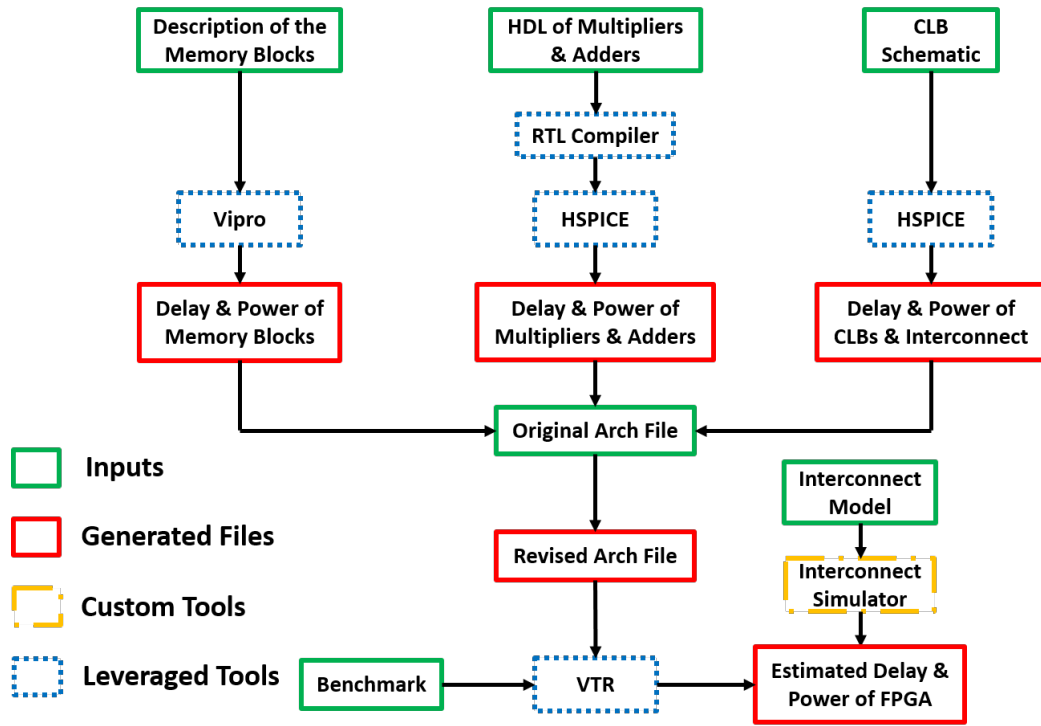 Description of the
Memory Blocks
HDL of Multipliers
& Adders
CLB
Schematic
RTL Compiler
Vipro
HSPICE
HSPICE
Delay & Power of
Memory Blocks
Delay & Power of
Multipliers & Adders
Delay & Power of
CLBs & Interconnect
Original Arch File
Inputs
Interconnect
Model
Generated Files
Revised Arch File
Interconnect
Simulator
Custom Tools
Leveraged Tools
Benchmark
VTR
Estimated Delay &
Power of FPGA